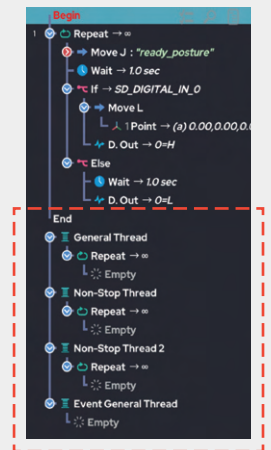 Begin
1 Repeat → ∞
Move J : "ready_posture"
Wait → 1.0 sec
If → SD_DIGITAL_IN_0
Move L
1 Point → (a) 0.00,0.00,0.
D. Out → 0=H
Else
Wait → 1.0 sec
D. Out → 0=L
End
General Thread
Repeat → ∞
Empty
Non-Stop Thread
Repeat → ∞
Empty
Non-Stop Thread 2
Repeat → ∞
Empty
Event General Thread
Empty